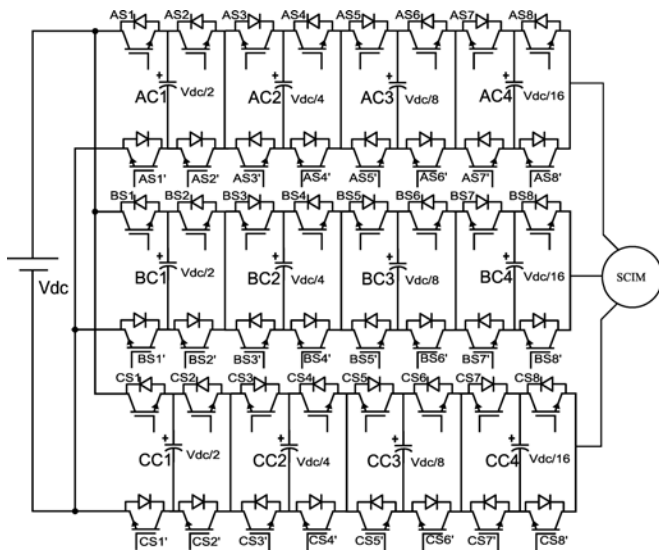 AS1 AS2 AS3 AS4 AS5 AS6 AS7 AS8
+ + + +
AC1 Vdc/2 AC2 Vdc/4 AC3 Vdc/8 AC4 Vdc/16
AS1' AS2' AS3' AS4' AS5' AS6' AS7' AS8'
BS1 BS2 BS3 BS4 BS5 BS6 BS7 BS8
+ + + +
BC1 Vdc/2 BC2 Vdc/4 BC3 Vdc/8 BC4 Vdc/16
SCIM
Vdc
BS1' BS2' BS3' BS4' BS5' BS6' BS7' BS8'
CS1 CS2 CS3 CS4 CS5 CS6 CS7 CS8
+ + + +
CC1 Vdc/2 CC2 Vdc/4 CC3 Vdc/8 CC4 Vdc/16
CS1' CS2' CS3' CS4' CS5' CS6' CS7' CS8'